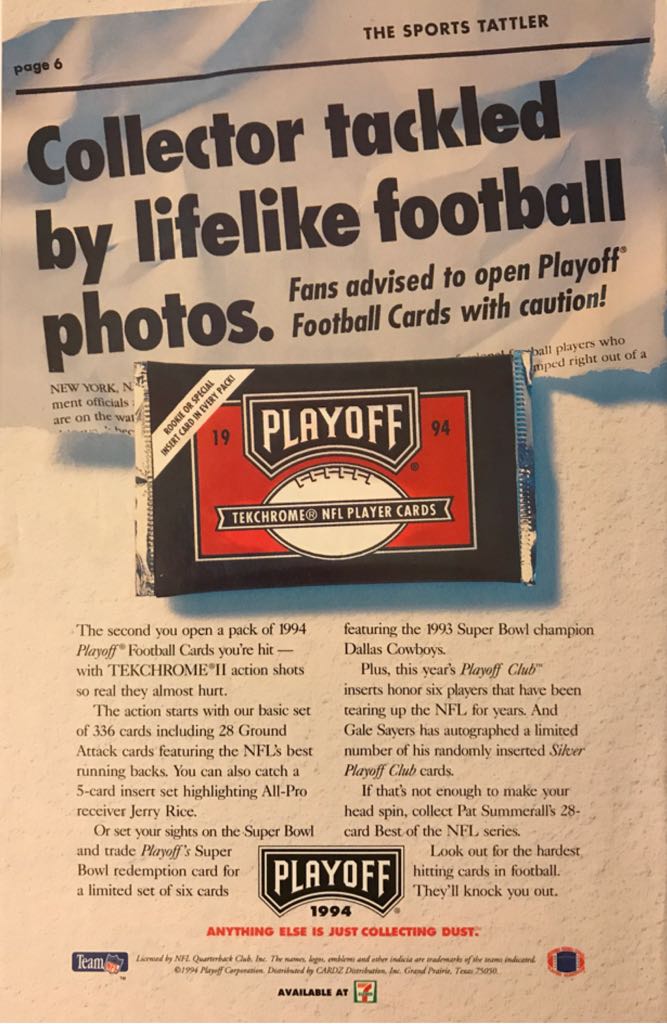 THE SPORTS TATTLER
page 6
Collector tackled
by lifelike football
photos.
Fans advised to open Playoff®
Football Cards with caution!
ball players who
mped right out of a
NEW YORK, N
ment officials
are on the wat
ROOKIE OR SPECIAL
INSERT CARD IN EVERY PACK!
19 PLAYOFF® 94
TEKCHROME® NFL PLAYER CARDS
The second you open a pack of 1994
Playoff® Football Cards you're hit —
with TEKCHROME®II action shots
so real they almost hurt.
The action starts with our basic set
of 336 cards including 28 Ground
Attack cards featuring the NFL's best
running backs. You can also catch a
5-card insert set highlighting All-Pro
receiver Jerry Rice.
Or set your sights on the Super Bowl
and trade Playoff's Super
Bowl redemption card for
a limited set of six cards
featuring the 1993 Super Bowl champion
Dallas Cowboys.
Plus, this year's Playoff Club™
inserts honor six players that have been
tearing up the NFL for years. And
Gale Sayers has autographed a limited
number of his randomly inserted Silver
Playoff Club cards.
If that's not enough to make your
head spin, collect Pat Summerall's 28-
card Best of the NFL series.
Look out for the hardest
hitting cards in football.
They'll knock you out.
PLAYOFF®
1994
ANYTHING ELSE IS JUST COLLECTING DUST.™
Team NFL™
Licensed by NFL Quarterback Club, Inc. The names, logos, emblems and other indicia are trademarks of the teams indicated.
©1994 Playoff Corporation. Distributed by CARDZ Distribution, Inc. Grand Prairie, Texas 75050.
AVAILABLE AT 7 ELEVEN